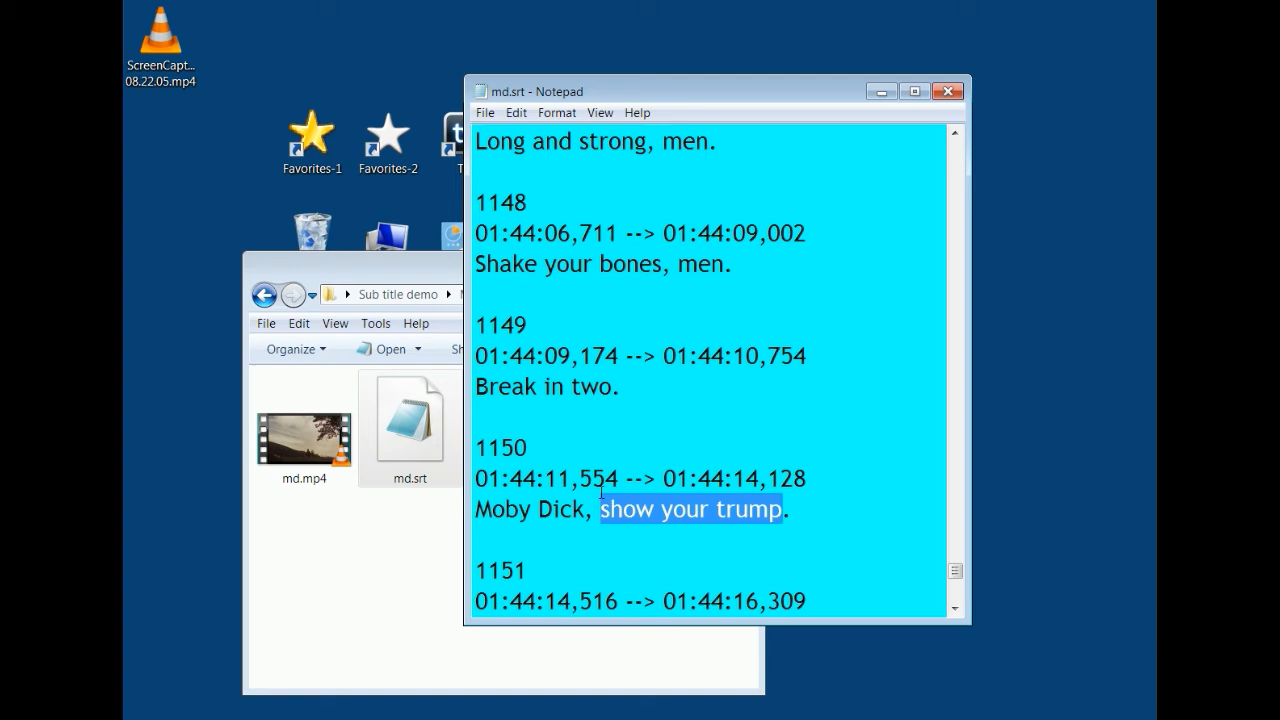 ScreenCapt...
08.22.05.mp4
Favorites-1
Favorites-2
md.srt - Notepad
File Edit Format View Help
Long and strong, men.
1148
01:44:06,711 --> 01:44:09,002
Shake your bones, men.
1149
01:44:09,174 --> 01:44:10,754
Break in two.
1150
01:44:11,554 --> 01:44:14,128
Moby Dick, show your trump.
1151
01:44:14,516 --> 01:44:16,309
Sub title demo
File Edit View Tools Help
Organize Open
md.mp4
md.srt